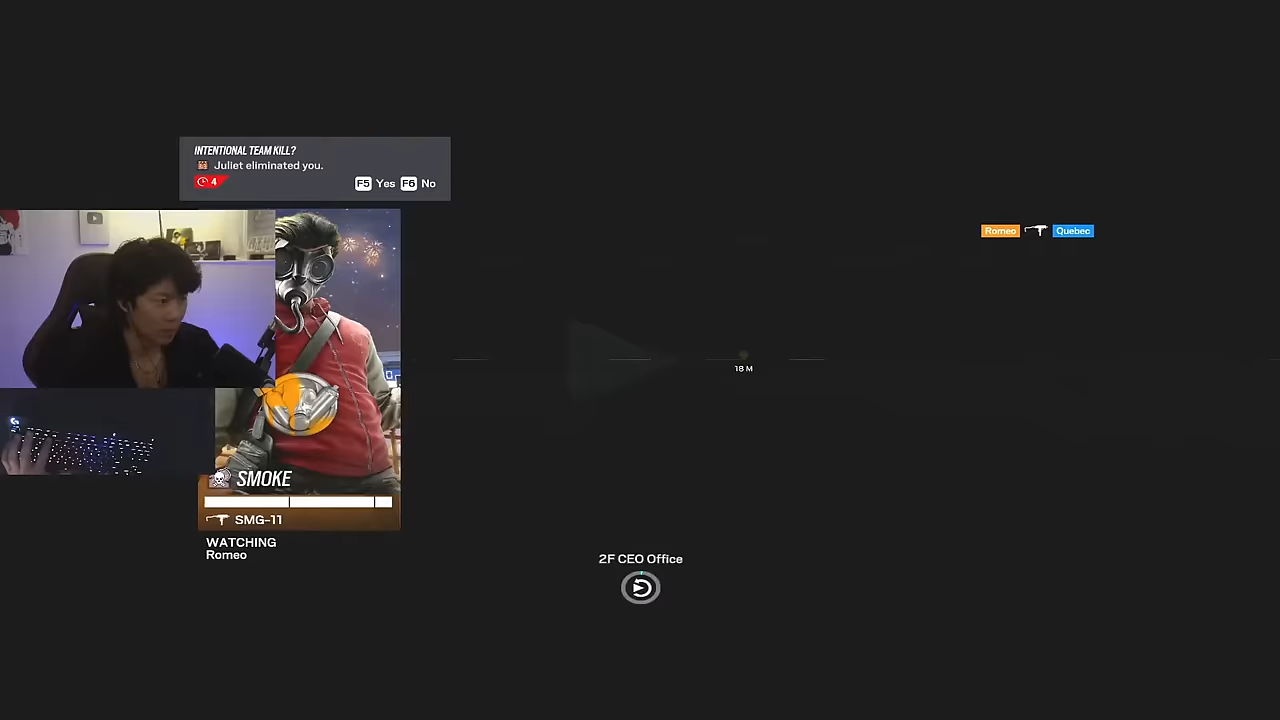 INTENTIONAL TEAM KILL?
Juliet eliminated you.
4
F5 Yes F6 No
Romeo Quebec
18 M
SMOKE
SMG-11
WATCHING
Romeo
2F CEO Office